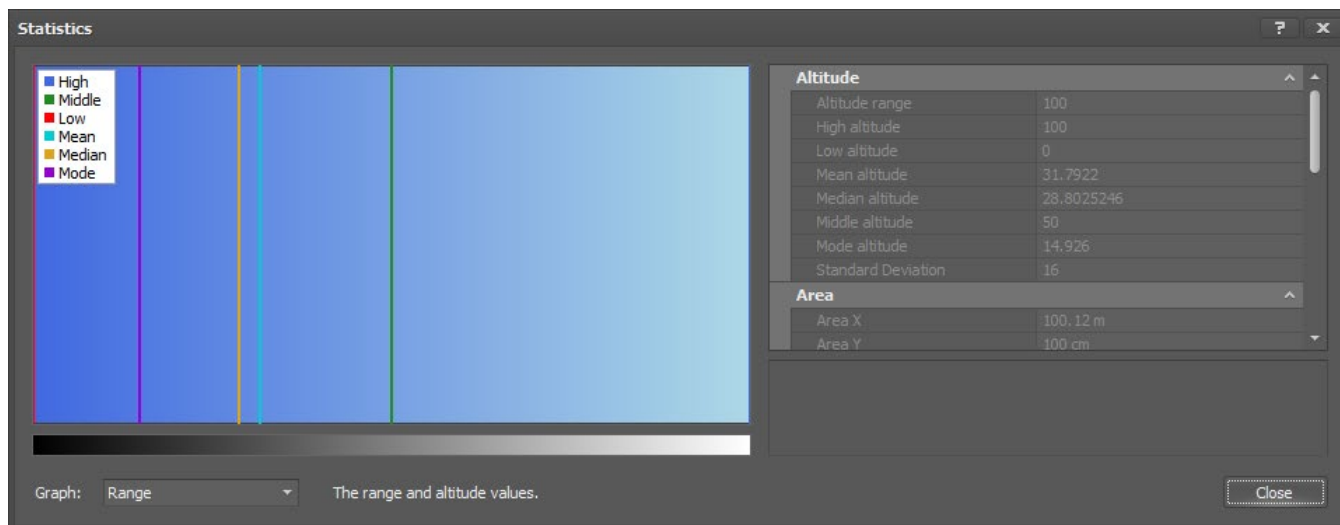 Statistics
High
Middle
Low
Mean
Median
Mode
Altitude
Altitude range 100
High altitude 100
Low altitude 0
Mean altitude 31.7922
Median altitude 28.8025246
Middle altitude 50
Mode altitude 14.926
Standard Deviation 16
Area
Area X 100.12 m
Area Y 100 cm
Graph: Range The range and altitude values. Close